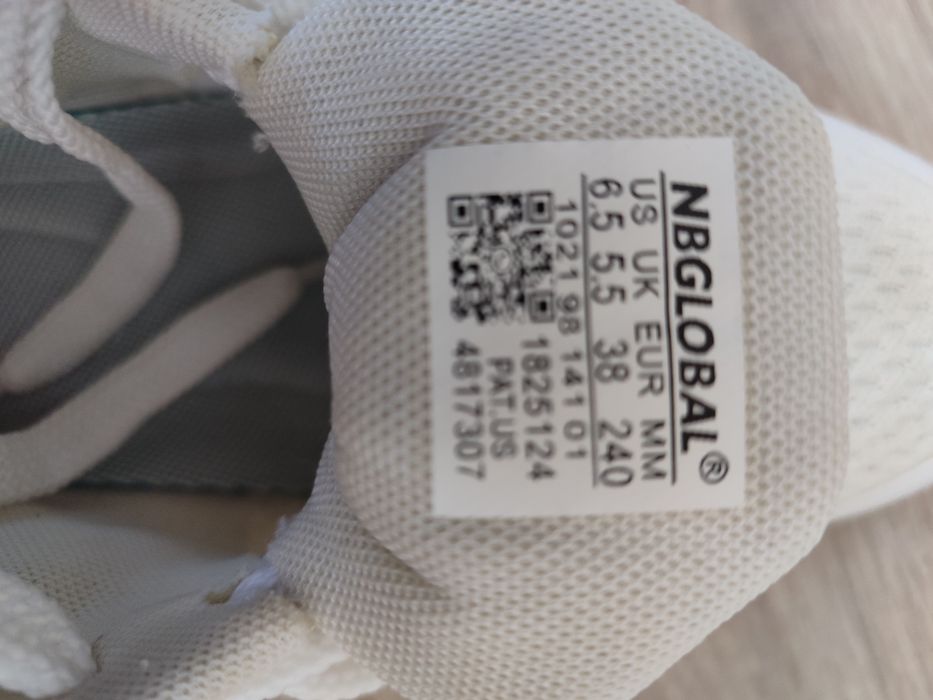 NBGLOBAL®
US UK EUR MM
6.5 5.5 38 240
1021 98 141 01
1825124
PAT.US
4817307